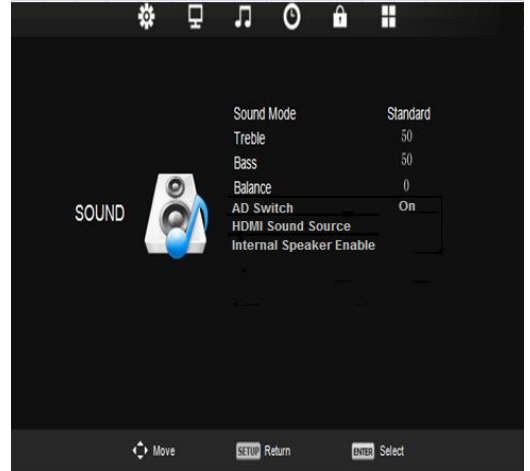 Sound Mode Standard
Treble 50
Bass 50
Balance 0
SOUND
AD Switch On
HDMI Sound Source
Internal Speaker Enable
Move SETUP Return ENTER Select